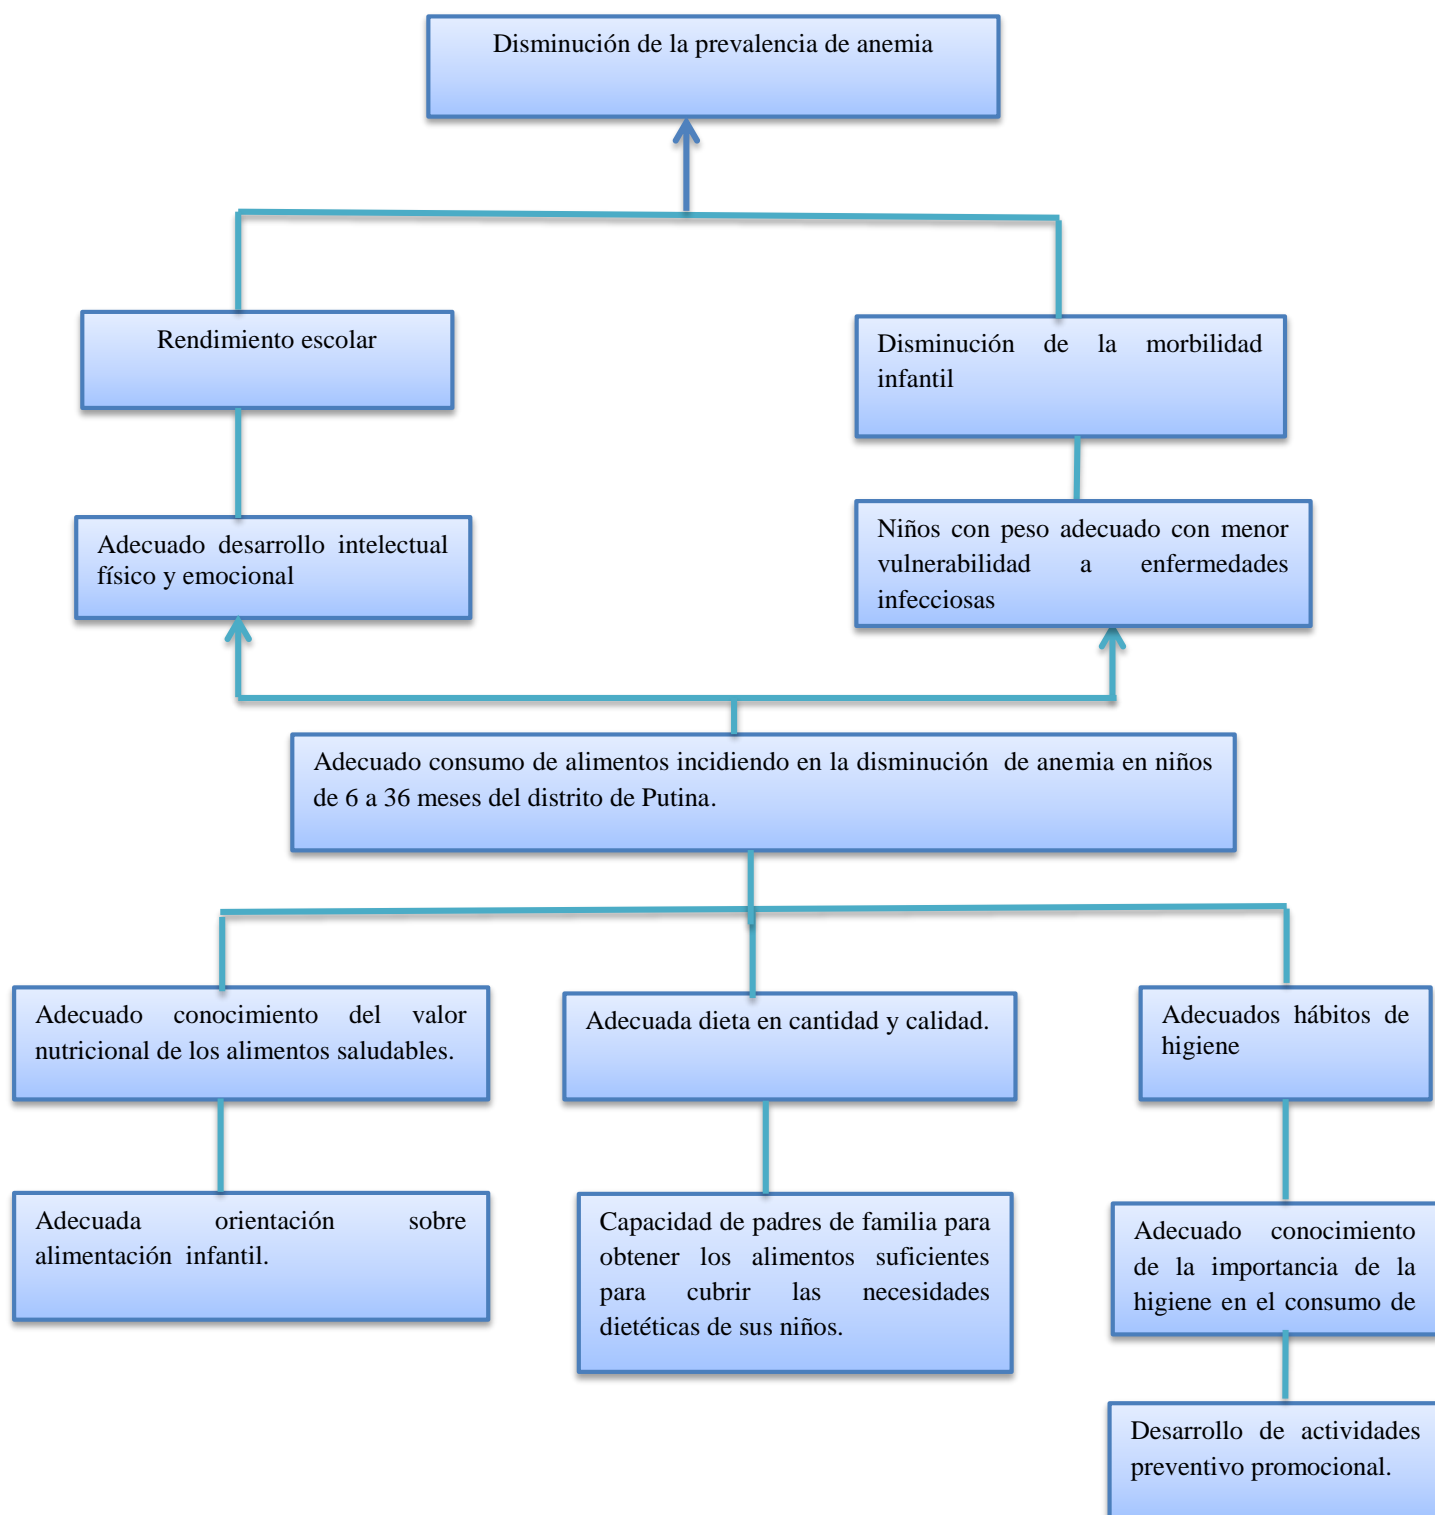 Disminución de la prevalencia de anemia
Rendimiento escolar
Disminución de la morbilidad
infantil
Adecuado desarrollo intelectual
físico y emocional
Niños con peso adecuado con menor
vulnerabilidad a enfermedades
infecciosas
Adecuado consumo de alimentos incidiendo en la disminución de anemia en niños
de 6 a 36 meses del distrito de Putina.
Adecuado conocimiento del valor
nutricional de los alimentos saludables.
Adecuada dieta en cantidad y calidad.
Adecuados hábitos de
higiene
Adecuada orientación sobre
alimentación infantil.
Capacidad de padres de familia para
obtener los alimentos suficientes
para cubrir las necesidades
dietéticas de sus niños.
Adecuado conocimiento
de la importancia de la
higiene en el consumo de
Desarrollo de actividades
preventivo promocional.